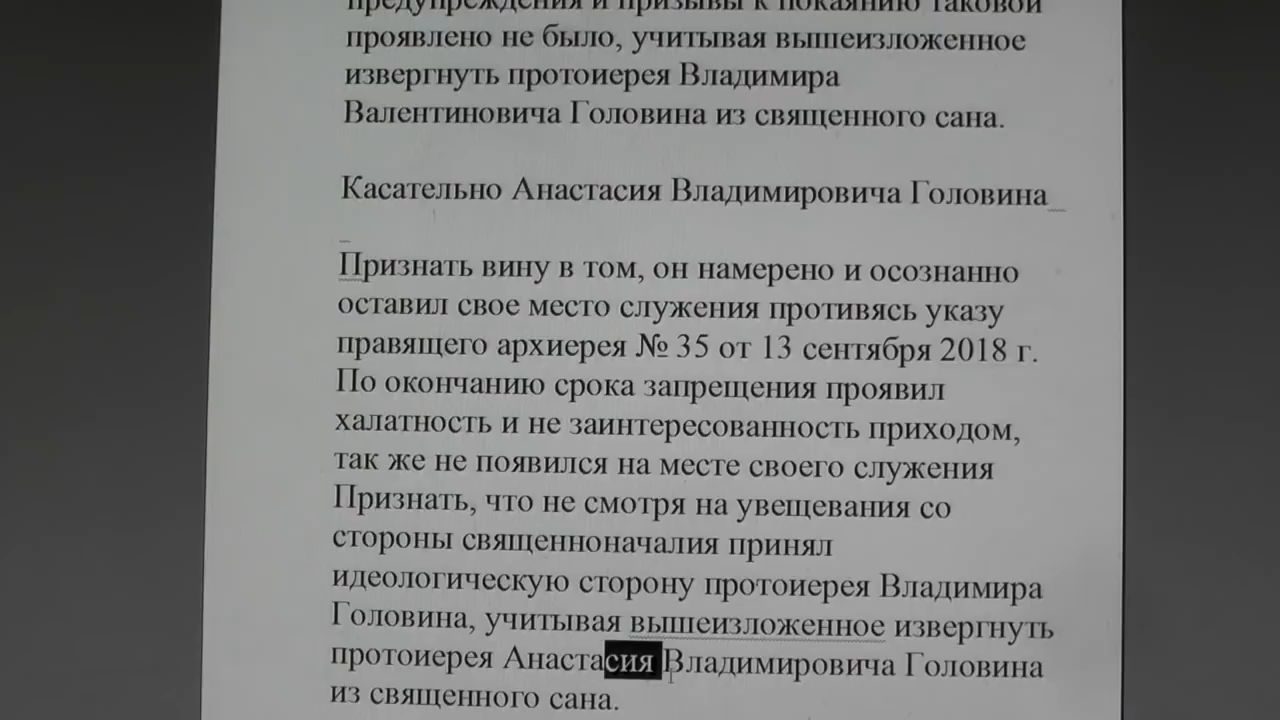 предупреждения и призывы к покаянию таковой
проявлено не было, учитывая вышеизложенное
извергнуть протоиерея Владимира
Валентиновича Головина из священного сана.
Касательно Анастасия Владимировича Головина
Признать вину в том, он намерено и осознанно
оставил свое место служения противясь указу
правящего архиерея № 35 от 13 сентября 2018 г.
По окончанию срока запрещения проявил
халатность и не заинтересованность приходом,
так же не появился на месте своего служения
Признать, что не смотря на увещевания со
стороны священноначалия принял
идеологическую сторону протоиерея Владимира
Головина, учитывая вышеизложенное извергнуть
протоиерея Анастасия Владимировича Головина
из священного сана.